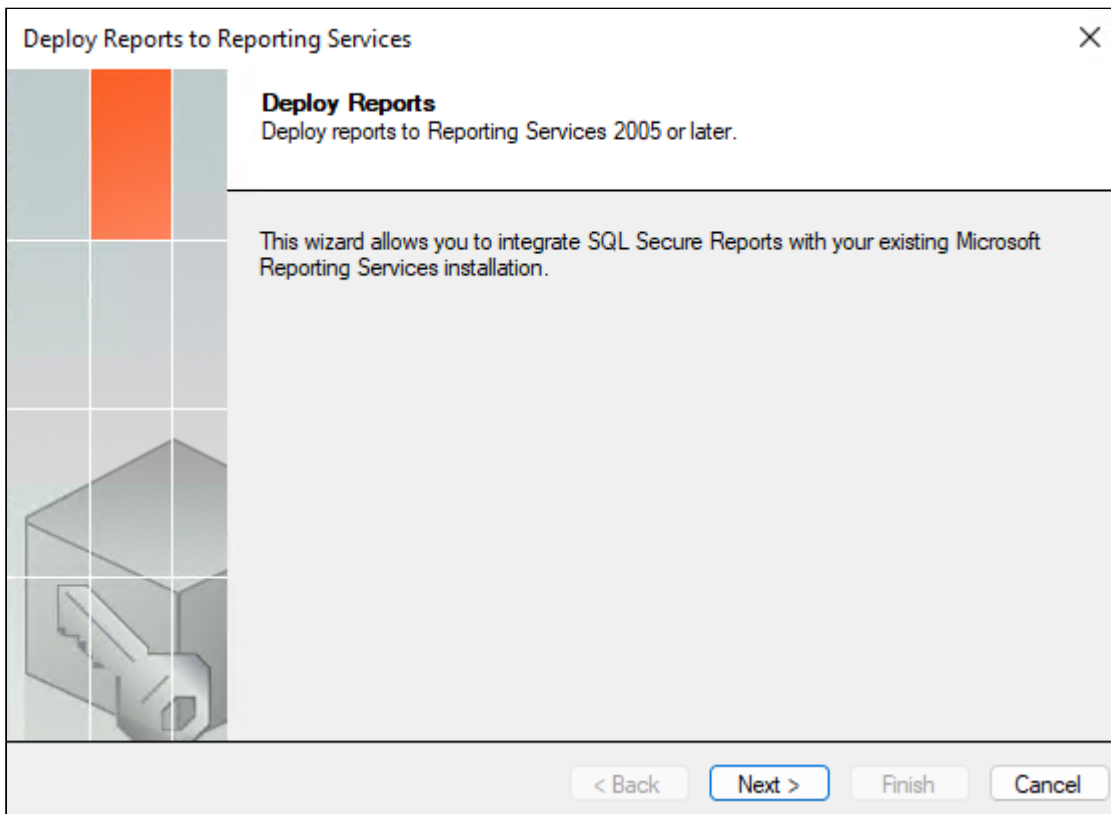 Deploy Reports to Reporting Services
Deploy Reports
Deploy reports to Reporting Services 2005 or later.
This wizard allows you to integrate SQL Secure Reports with your existing Microsoft
Reporting Services installation.
< Back Next > Finish Cancel